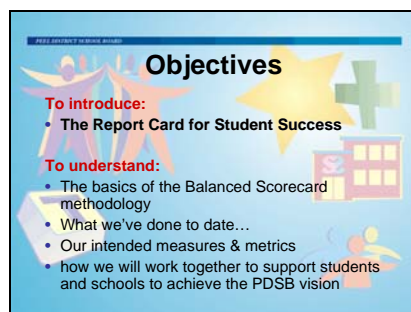 PEEL DISTRICT SCHOOL BOARD
Objectives
To introduce:
• The Report Card for Student Success
To understand:
• The basics of the Balanced Scorecard
methodology
• What we've done to date…
• Our intended measures & metrics
• how we will work together to support students
and schools to achieve the PDSB vision